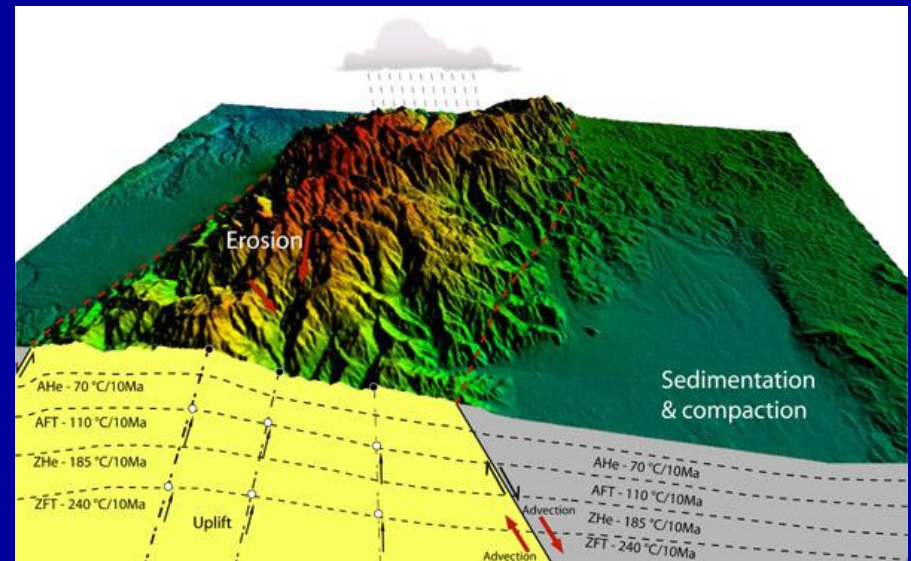 Erosion
Sedimentation
& compaction
AHe - 70 °C/10Ma
AFT - 110 °C/10Ma
ZHe - 185 °C/10Ma
ZFT - 240 °C/10Ma
Uplift
AHe - 70 °C/10Ma
AFT - 110 °C/10Ma
ZHe - 185 °C/10Ma
ZFT - 240 °C/10Ma
Advection
Advection